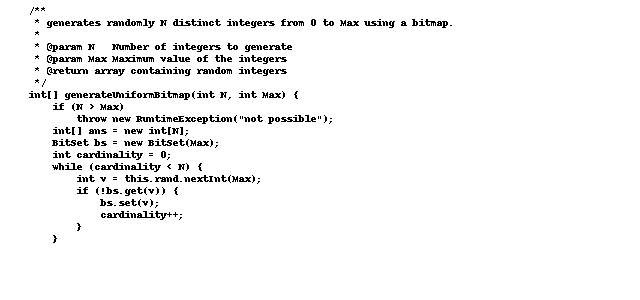 /**
 * generates randomly N distinct integers from 0 to Max using a bitmap.
 *
 * @param N   Number of integers to generate
 * @param Max Maximum value of the integers
 * @return array containing random integers
 */
int[] generateUniformBitmap(int N, int Max) {
    if (N > Max)
        throw new RuntimeException("not possible");
    int[] ans = new int[N];
    BitSet bs = new BitSet(Max);
    int cardinality = 0;
    while (cardinality < N) {
        int v = this.rand.nextInt(Max);
        if (!bs.get(v)) {
            bs.set(v);
            cardinality++;
        }
    }